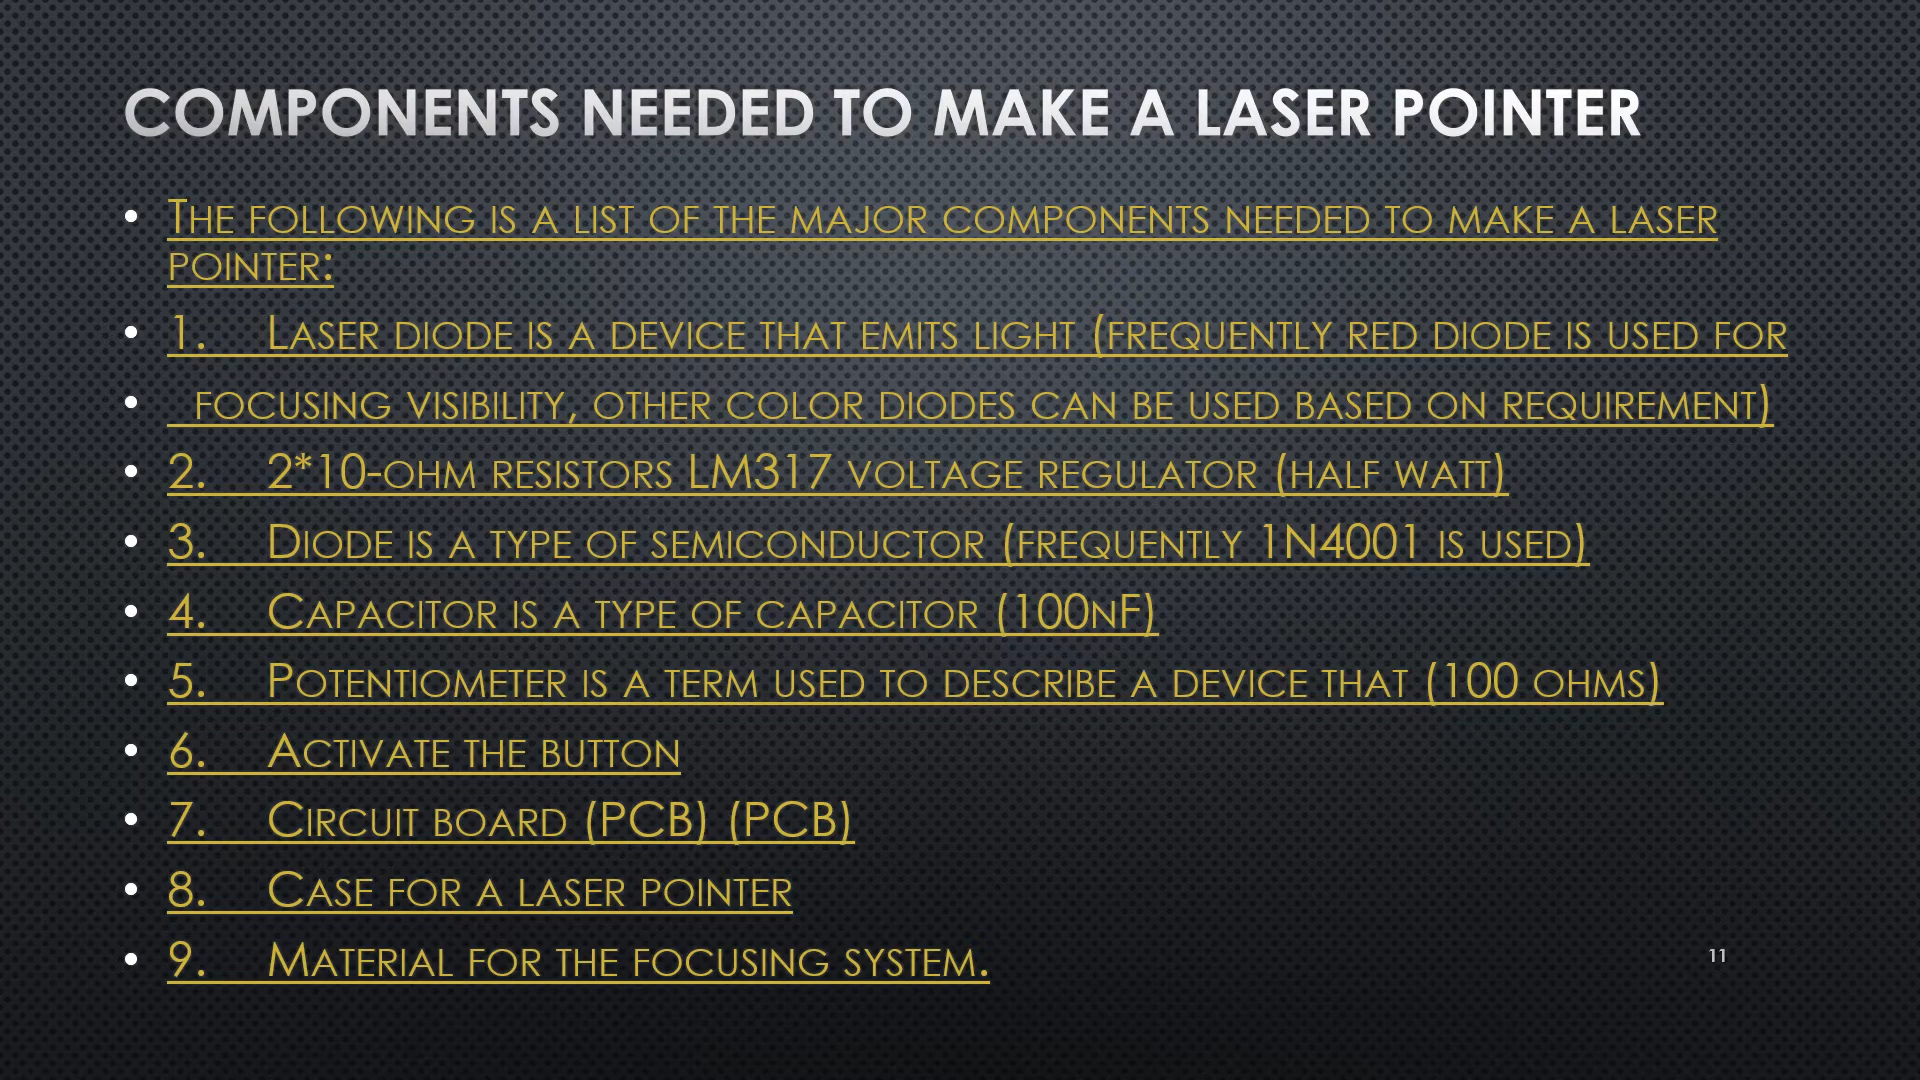 COMPONENTS NEEDED TO MAKE A LASER POINTER
• The following is a list of the major components needed to make a laser
pointer:
• 1. Laser diode is a device that emits light (frequently red diode is used for
• focusing visibility, other color diodes can be used based on requirement)
• 2. 2*10-ohm resistors LM317 voltage regulator (half watt)
• 3. Diode is a type of semiconductor (frequently 1N4001 is used)
• 4. Capacitor is a type of capacitor (100nF)
• 5. Potentiometer is a term used to describe a device that (100 ohms)
• 6. Activate the button
• 7. Circuit board (PCB) (PCB)
• 8. Case for a laser pointer
• 9. Material for the focusing system.
11